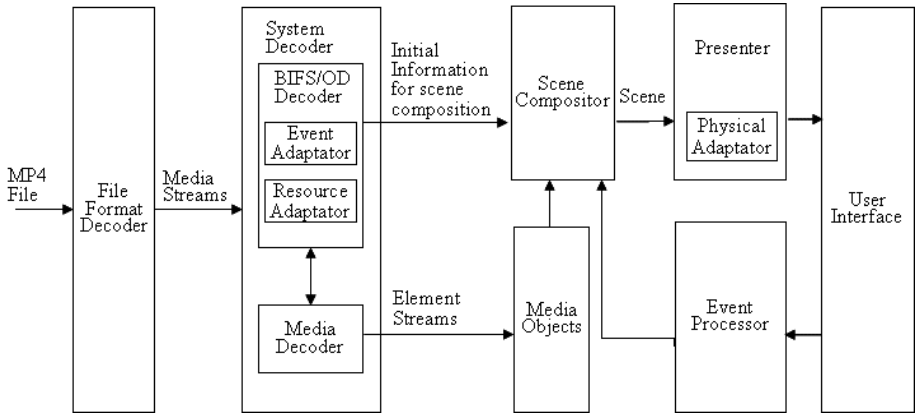 MP4
File
File
Format
Decoder
Media
Streams
System
Decoder
BIFS/OD
Decoder
Event
Adaptator
Resource
Adaptator
Media
Decoder
Initial
Information
for scene
composition
Element
Streams
Scene
Compositor
Media
Objects
Scene
Presenter
Physical
Adaptator
Event
Processor
User
Interface